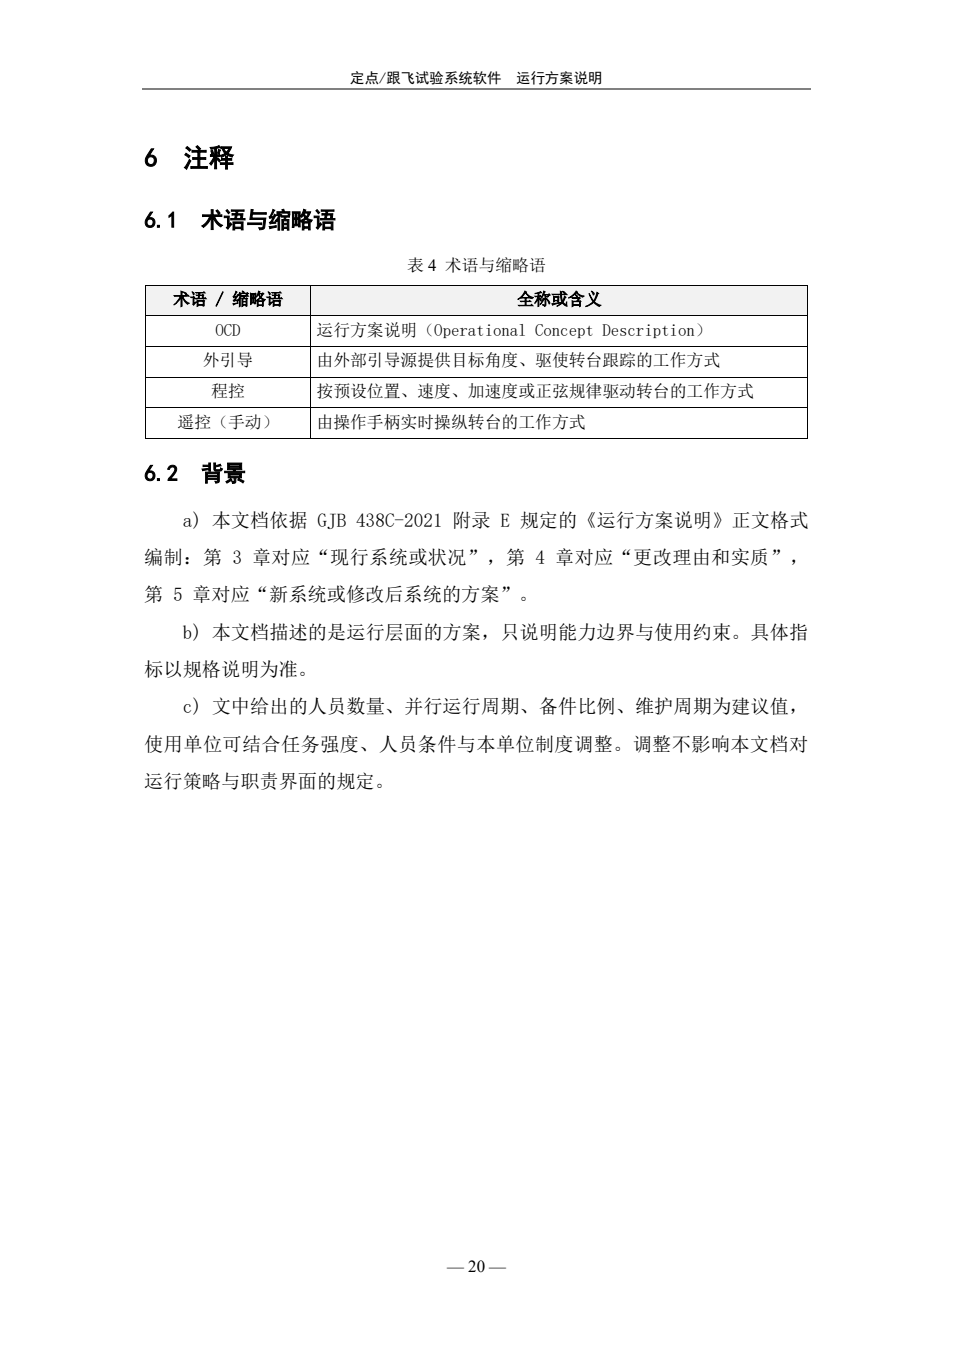 定点/跟飞试验系统软件　运行方案说明
6　注释
6.1　术语与缩略语
表 4 术语与缩略语
术语 / 缩略语　全称或含义
OCD　运行方案说明（Operational Concept Description）
外引导　由外部引导源提供目标角度、驱使转台跟踪的工作方式
程控　按预设位置、速度、加速度或正弦规律驱动转台的工作方式
遥控（手动）　由操作手柄实时操纵转台的工作方式
6.2　背景
a) 本文档依据 GJB 438C-2021 附录 E 规定的《运行方案说明》正文格式
编制：第 3 章对应“现行系统或状况”，第 4 章对应“更改理由和实质”，
第 5 章对应“新系统或修改后系统的方案”。
b) 本文档描述的是运行层面的方案，只说明能力边界与使用约束。具体指
标以规格说明为准。
c) 文中给出的人员数量、并行运行周期、备件比例、维护周期为建议值，
使用单位可结合任务强度、人员条件与本单位制度调整。调整不影响本文档对
运行策略与职责界面的规定。
— 20 —